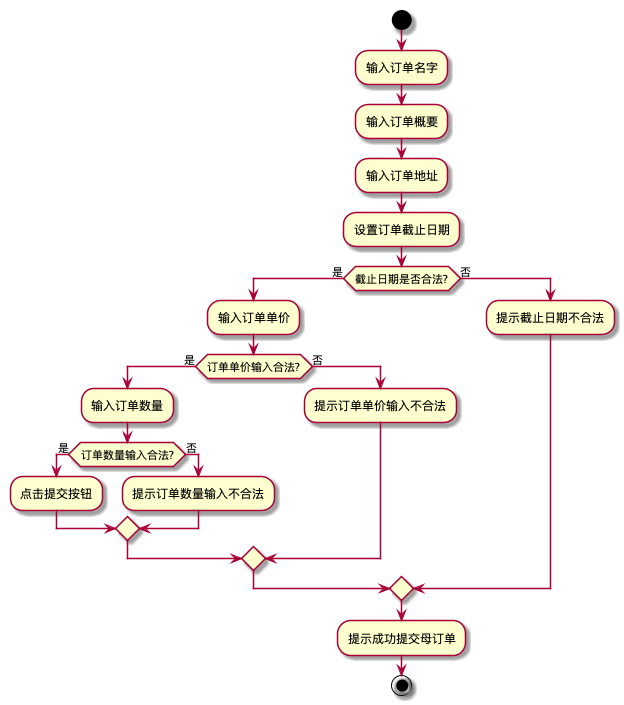 输入订单名字
输入订单概要
输入订单地址
设置订单截止日期
是
截止日期是否合法?
否
输入订单单价
提示截止日期不合法
是
订单单价输入合法?
否
输入订单数量
提示订单单价输入不合法
是
订单数量输入合法?
否
点击提交按钮
提示订单数量输入不合法
提示成功提交母订单